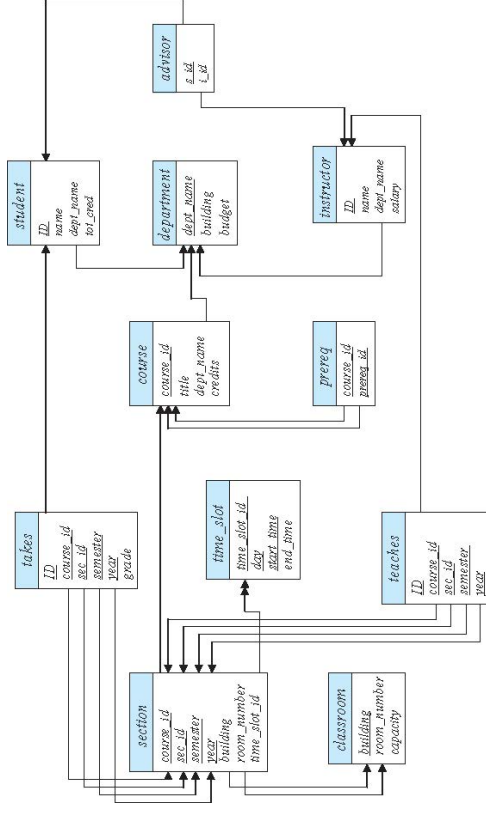 takes
ID
course_id
sec_id
semester
year
grade
student
ID
name
dept_name
tot_cred
section
course_id
sec_id
semester
year
building
room_number
time_slot_id
course
course_id
title
dept_name
credits
department
dept_name
building
budget
advisor
s_id
i_id
time_slot
time_slot_id
day
start_time
end_time
prereq
course_id
prereq_id
instructor
ID
name
dept_name
salary
classroom
building
room_number
capacity
teaches
ID
course_id
sec_id
semester
year